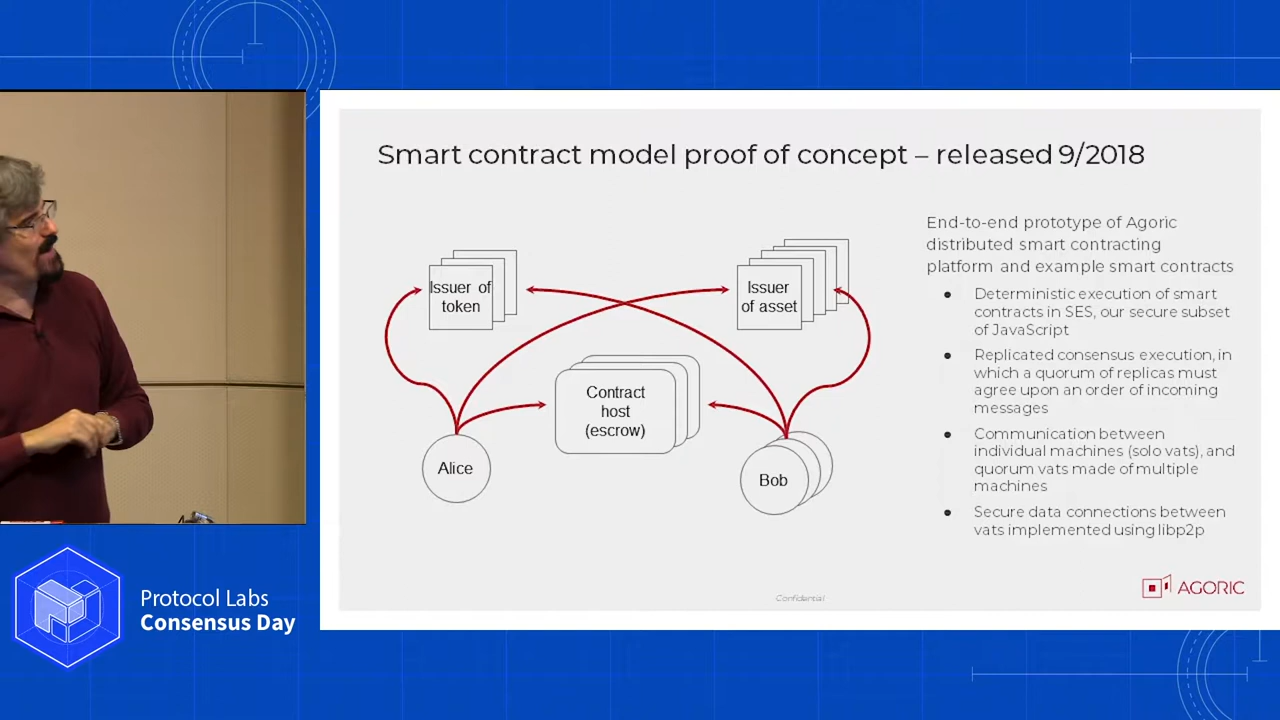 Smart contract model proof of concept – released 9/2018
Issuer of
token
Issuer
of asset
Contract
host
(escrow)
Alice
Bob
End-to-end prototype of Agoric
distributed smart contracting
platform and example smart contracts
● Deterministic execution of smart
contracts in SES, our secure subset
of JavaScript
● Replicated consensus execution, in
which a quorum of replicas must
agree upon an order of incoming
messages
● Communication between
individual machines (solo vats), and
quorum vats made of multiple
machines
● Secure data connections between
vats implemented using libp2p
Confidential
AGORIC
Protocol Labs
Consensus Day